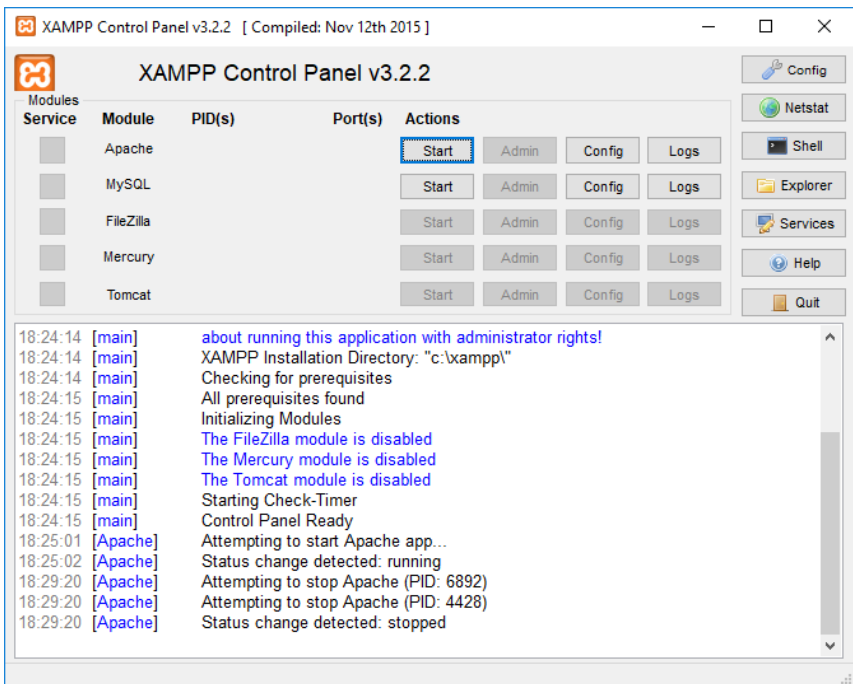 XAMPP Control Panel v3.2.2 [ Compiled: Nov 12th 2015 ]
XAMPP Control Panel v3.2.2
Config
Modules
Service Module PID(s) Port(s) Actions
Netstat
Apache Start Admin Config Logs
Shell
MySQL Start Admin Config Logs
Explorer
FileZilla Start Admin Config Logs
Services
Mercury Start Admin Config Logs
Help
Tomcat Start Admin Config Logs
Quit
18:24:14 [main] about running this application with administrator rights!
18:24:14 [main] XAMPP Installation Directory: "c:\xampp\"
18:24:14 [main] Checking for prerequisites
18:24:15 [main] All prerequisites found
18:24:15 [main] Initializing Modules
18:24:15 [main] The FileZilla module is disabled
18:24:15 [main] The Mercury module is disabled
18:24:15 [main] The Tomcat module is disabled
18:24:15 [main] Starting Check-Timer
18:24:15 [main] Control Panel Ready
18:25:01 [Apache] Attempting to start Apache app...
18:25:02 [Apache] Status change detected: running
18:29:20 [Apache] Attempting to stop Apache (PID: 6892)
18:29:20 [Apache] Attempting to stop Apache (PID: 4428)
18:29:20 [Apache] Status change detected: stopped